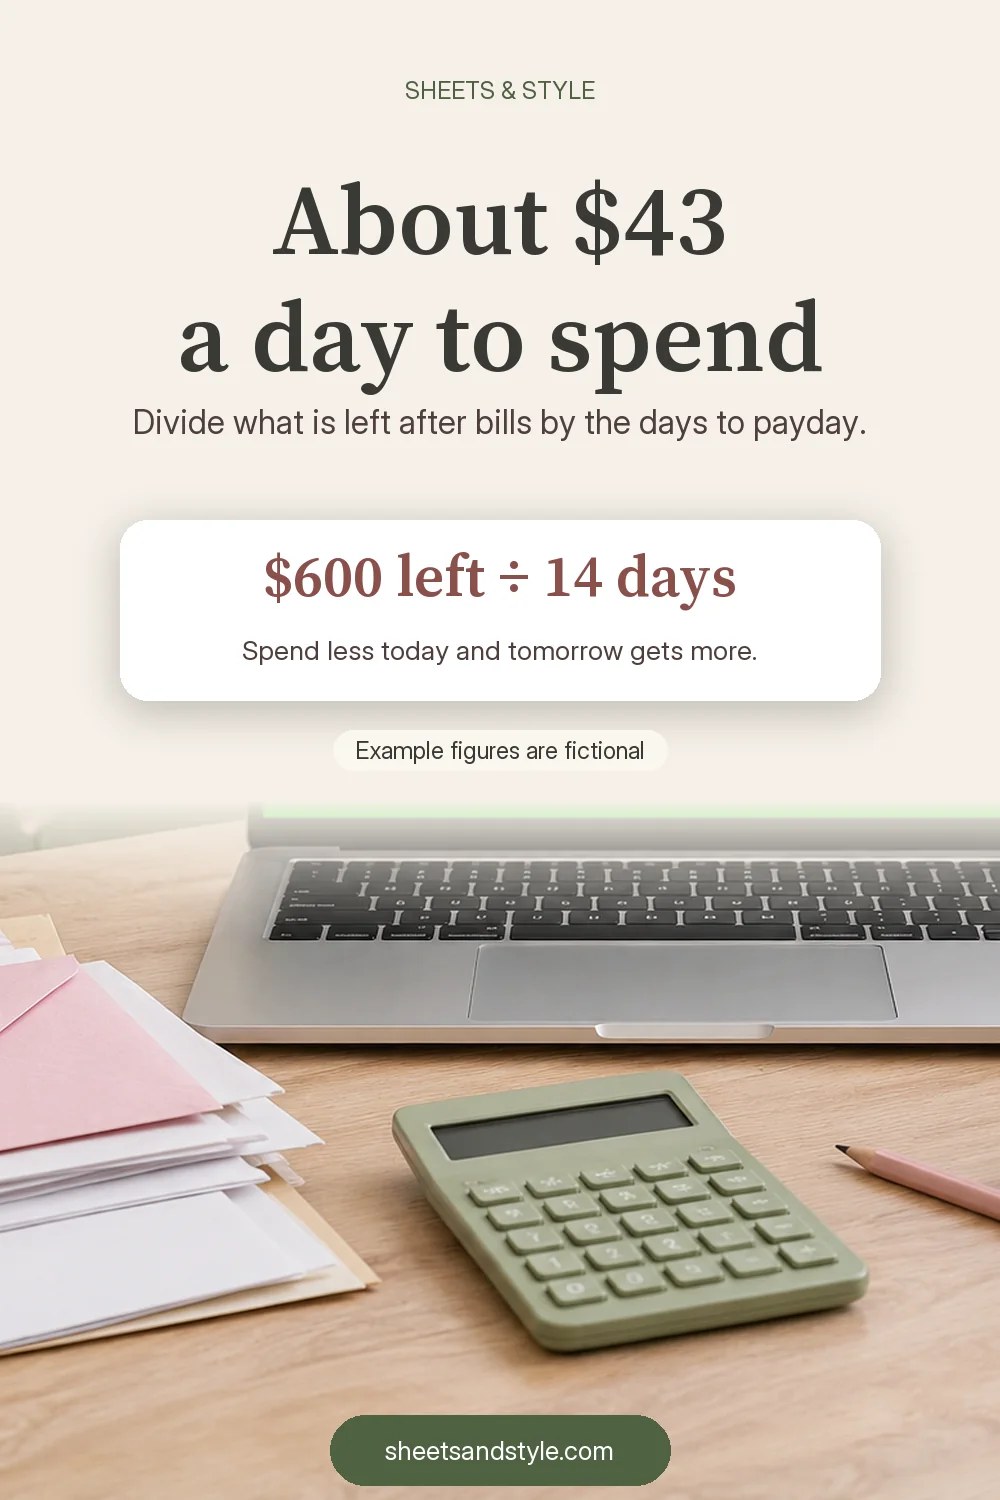 SHEETS & STYLE
About $43
a day to spend
Divide what is left after bills by the days to payday.
$600 left ÷ 14 days
Spend less today and tomorrow gets more.
Example figures are fictional
sheetsandstyle.com